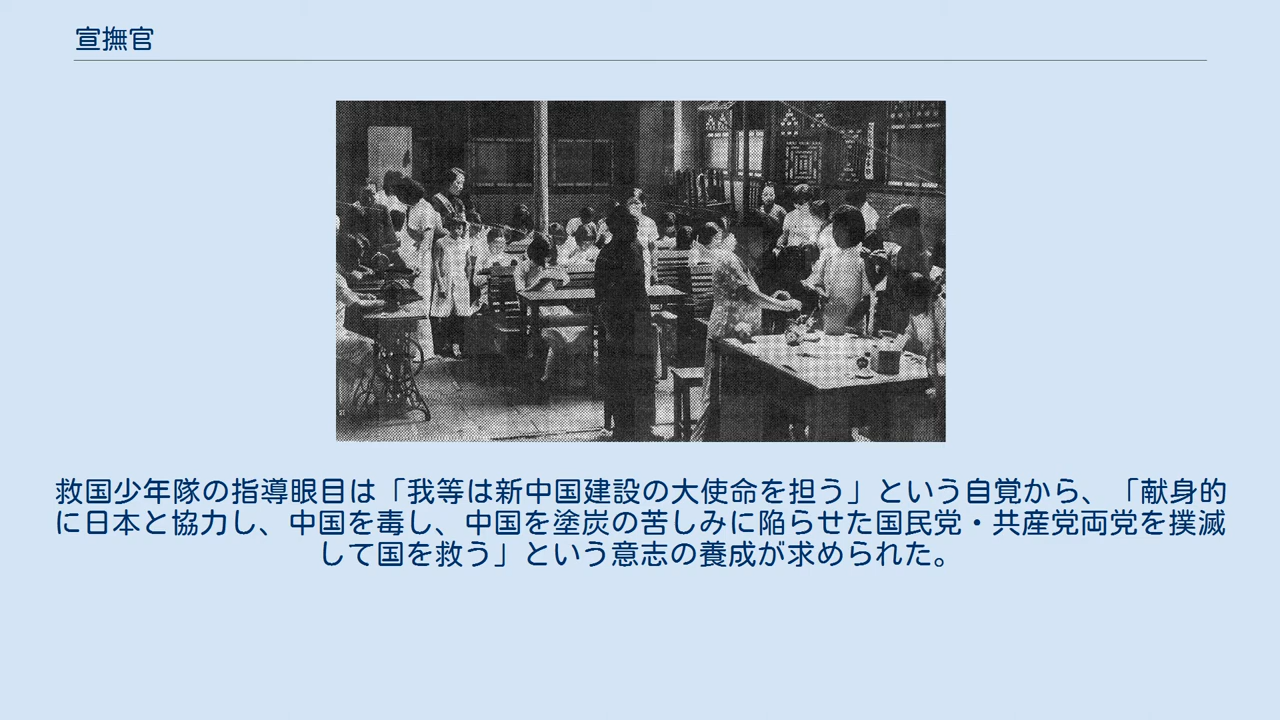 宣撫官
救国少年隊の指導眼目は「我等は新中国建設の大使命を担う」という自覚から、「献身的
に日本と協力し、中国を毒し、中国を塗炭の苦しみに陥らせた国民党・共産党両党を撲滅
して国を救う」という意志の養成が求められた。